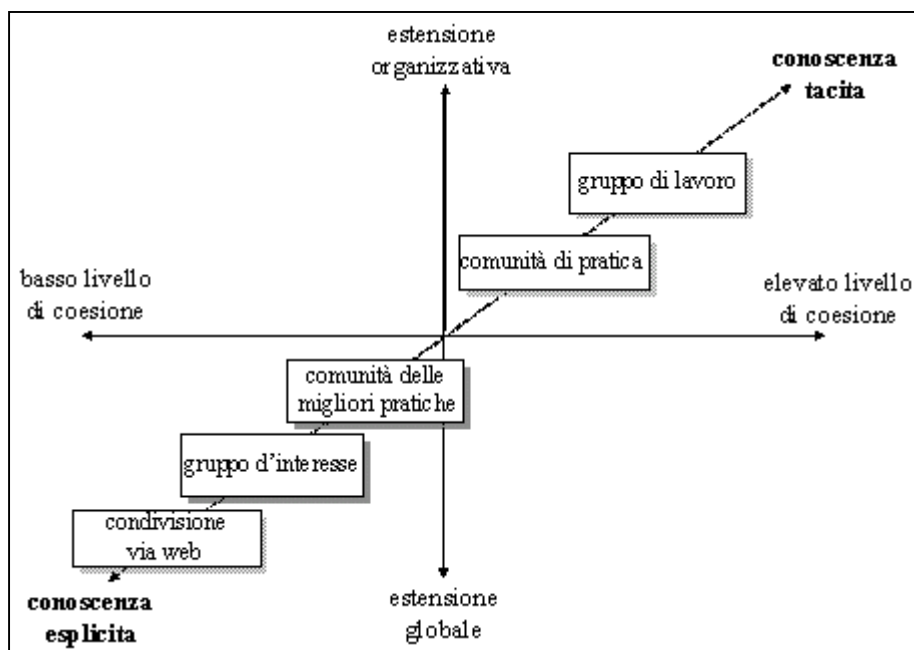 estensione
organizzativa
conoscenza
tacita
gruppo di lavoro
comunità di pratica
basso livello
di coesione
elevato livello
di coesione
comunità delle
migliori pratiche
gruppo d'interesse
condivisione
via web
conoscenza
esplicita
estensione
globale